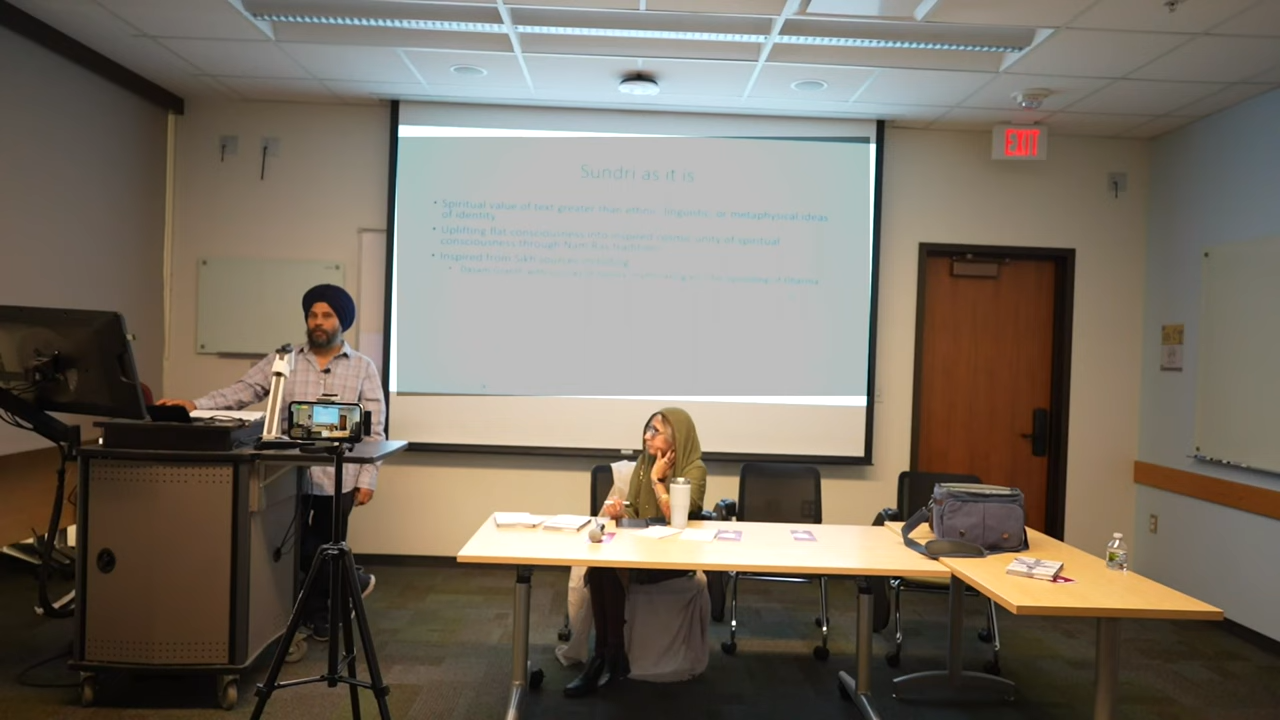 Sundri as it is
• Spiritual value of text greater than ethnic, linguistic, or metaphysical ideas
of identity
• Uplifting Rat consciousness into inspired cosmic unity of spiritual
consciousness through Nam Ras tradition
• Inspired from Sikh sources including
EXIT